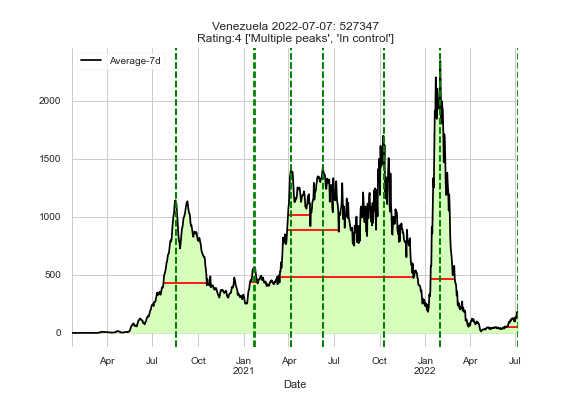 Venezuela 2022-07-07: 527347
Rating:4 ['Multiple peaks', 'In control']
Average-7d
2000
1500
1000
500
0
Apr Jul Oct Jan Apr Jul Oct Jan Apr Jul
2021 2022
Date